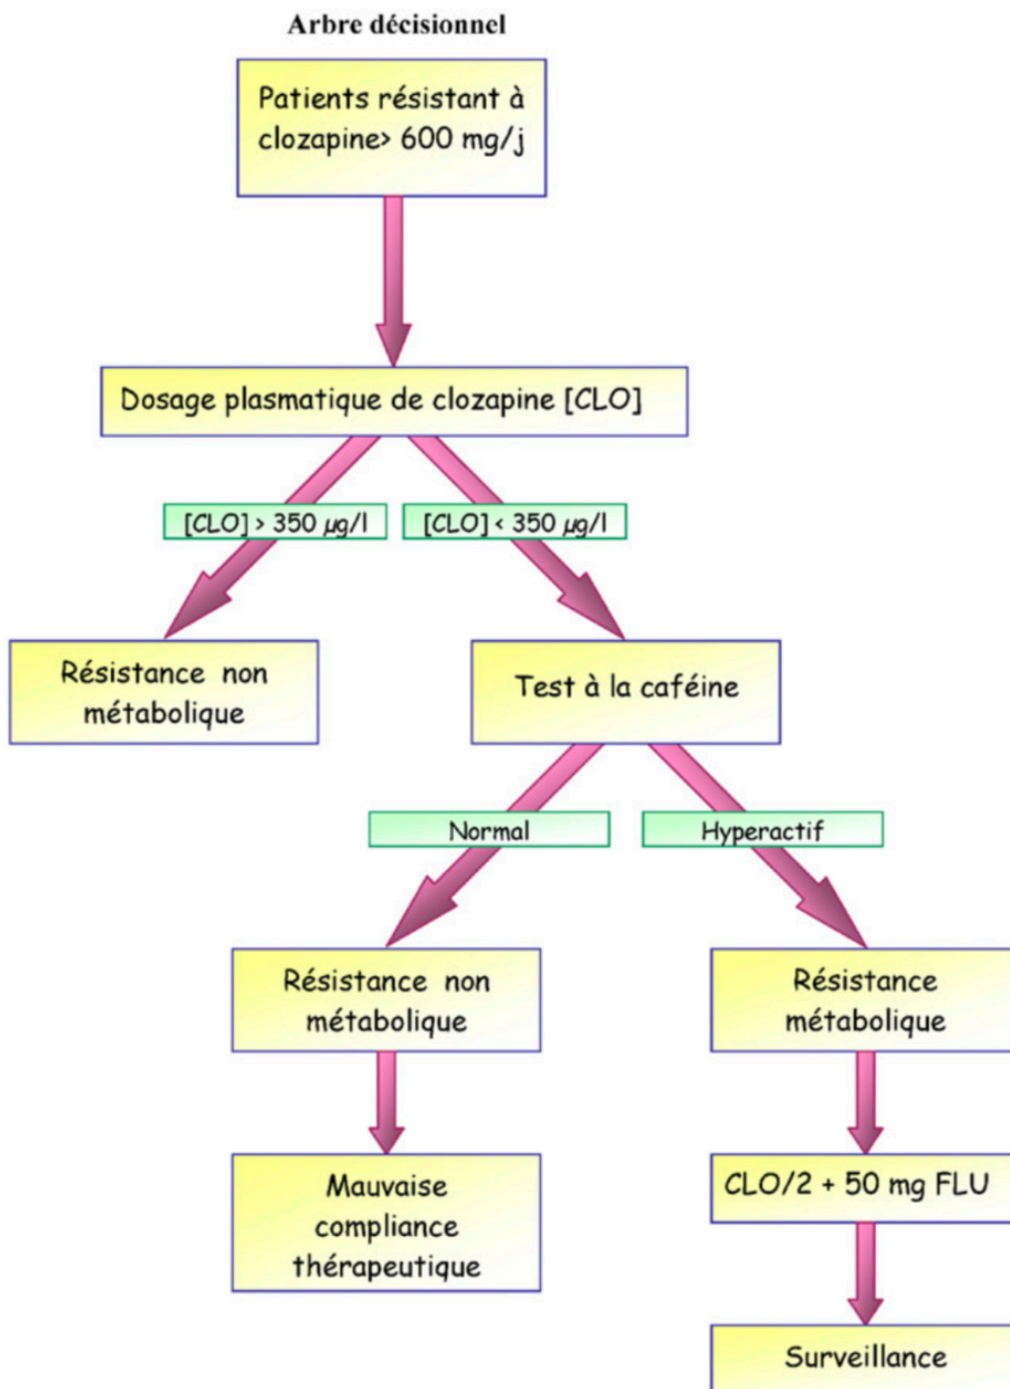 Arbre décisionnel
Patients résistant à
clozapine> 600 mg/j
Dosage plasmatique de clozapine [CLO]
[CLO] > 350 µg/l
[CLO] < 350 µg/l
Résistance non
métabolique
Test à la caféine
Normal
Hyperactif
Résistance non
métabolique
Résistance
métabolique
Mauvaise
compliance
thérapeutique
CLO/2 + 50 mg FLU
Surveillance